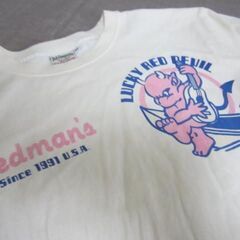 LUCKY RED DEVIL
edman's
Since 1991 U.S.A.